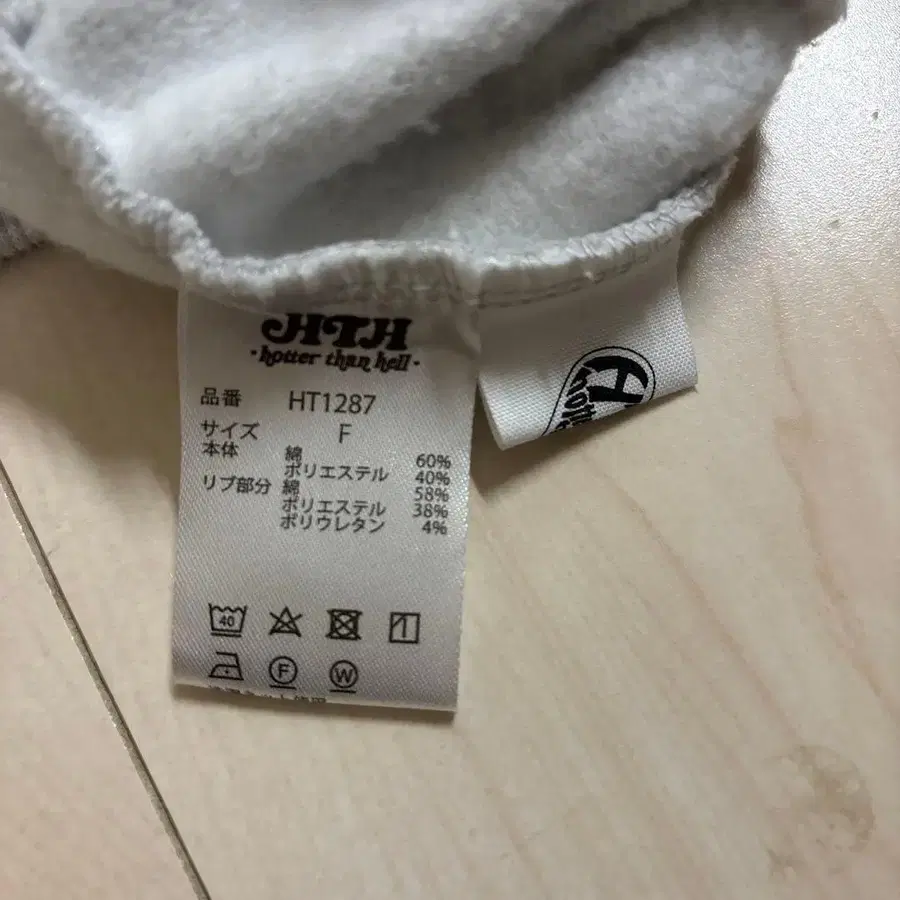 HTH
・hotter than hell・
品番 HT1287
サイズ F
本体 綿 60%
ポリエステル 40%
リブ部分 綿 58%
ポリエステル 38%
ポリウレタン 4%
40
F W
H